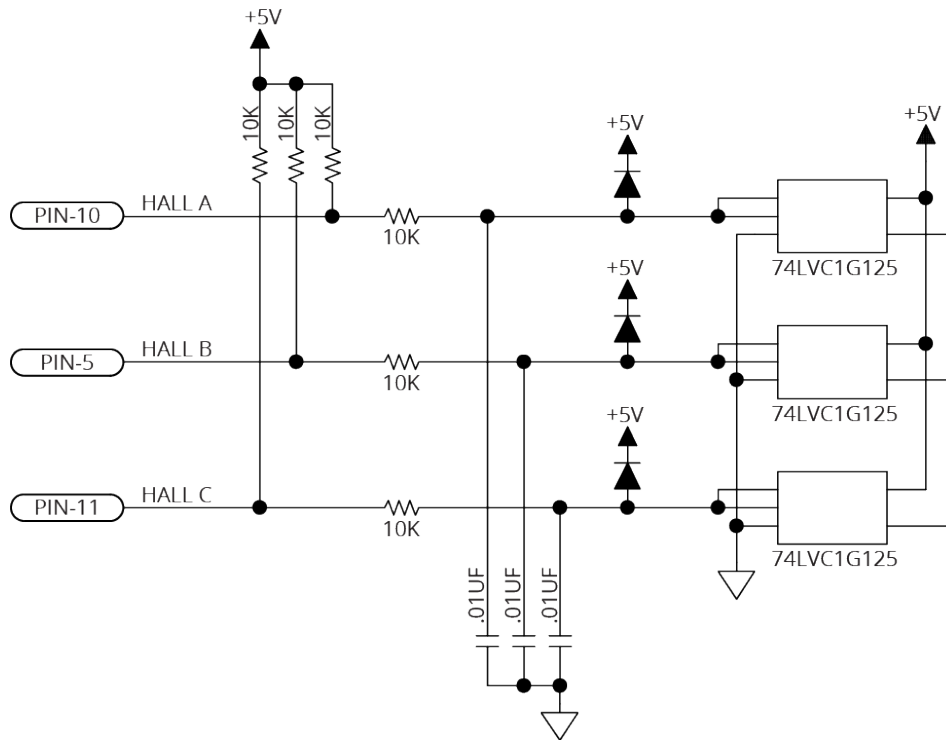 +5V
10K
10K
10K
+5V
+5V
PIN-10
HALL A
10K
74LVC1G125
+5V
PIN-5
HALL B
10K
74LVC1G125
+5V
PIN-11
HALL C
10K
74LVC1G125
.01UF
.01UF
.01UF